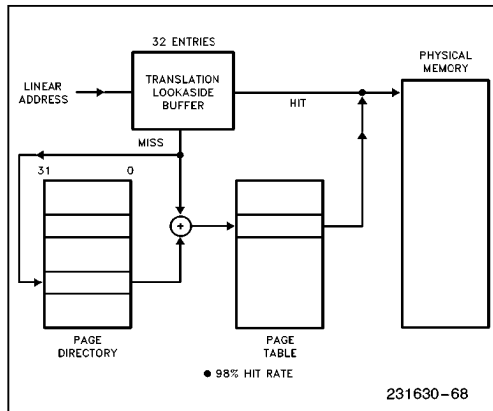 32 ENTRIES
TRANSLATION
LOOKASIDE
BUFFER
LINEAR
ADDRESS
HIT
PHYSICAL
MEMORY
MISS
31 0
+
PAGE
DIRECTORY
PAGE
TABLE
● 98% HIT RATE
231630-68